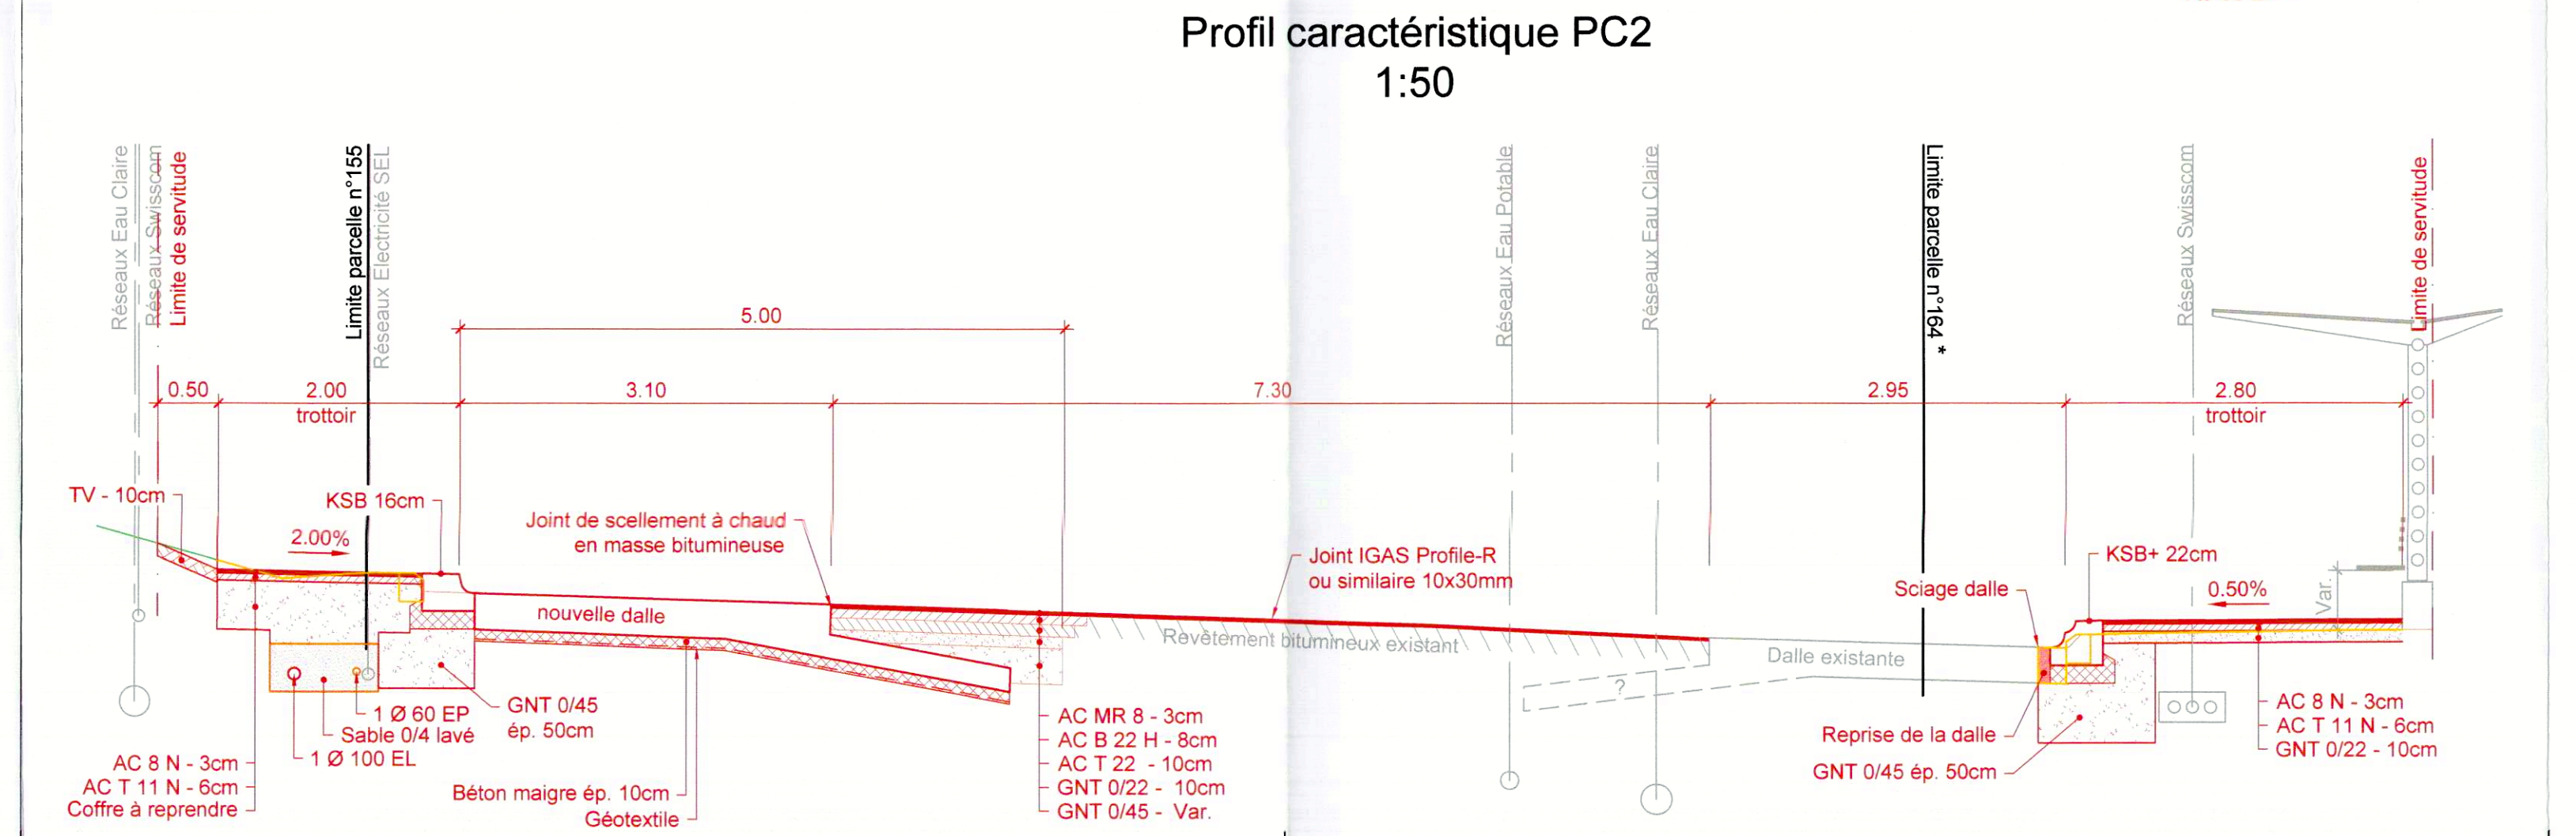 Profil caractéristique PC2
1:50
Réseaux Eau Claire
Réseaux Swisscom
Limite de servitude
Limite parcelle n°155
Réseaux Electricité SEL
Réseaux Eau Potable
Réseaux Eau Claire
Limite parcelle n°164 *
Réseaux Swisscom
Limite de servitude
5.00
0.50
2.00
trottoir
3.10
7.30
2.95
2.80
trottoir
TV - 10cm
KSB 16cm
2.00%
Joint de scellement à chaud
en masse bitumineuse
Joint IGAS Profile-R
ou similaire 10x30mm
KSB+ 22cm
Sciage dalle
0.50%
Var.
nouvelle dalle
Revêtement bitumineux existant
Dalle existante
?
1 Ø 60 EP
Sable 0/4 lavé
1 Ø 100 EL
GNT 0/45
ép. 50cm
AC 8 N - 3cm
AC T 11 N - 6cm
Coffre à reprendre
Béton maigre ép. 10cm
Géotextile
AC MR 8 - 3cm
AC B 22 H - 8cm
AC T 22 - 10cm
GNT 0/22 - 10cm
GNT 0/45 - Var.
Reprise de la dalle
GNT 0/45 ép. 50cm
AC 8 N - 3cm
AC T 11 N - 6cm
GNT 0/22 - 10cm